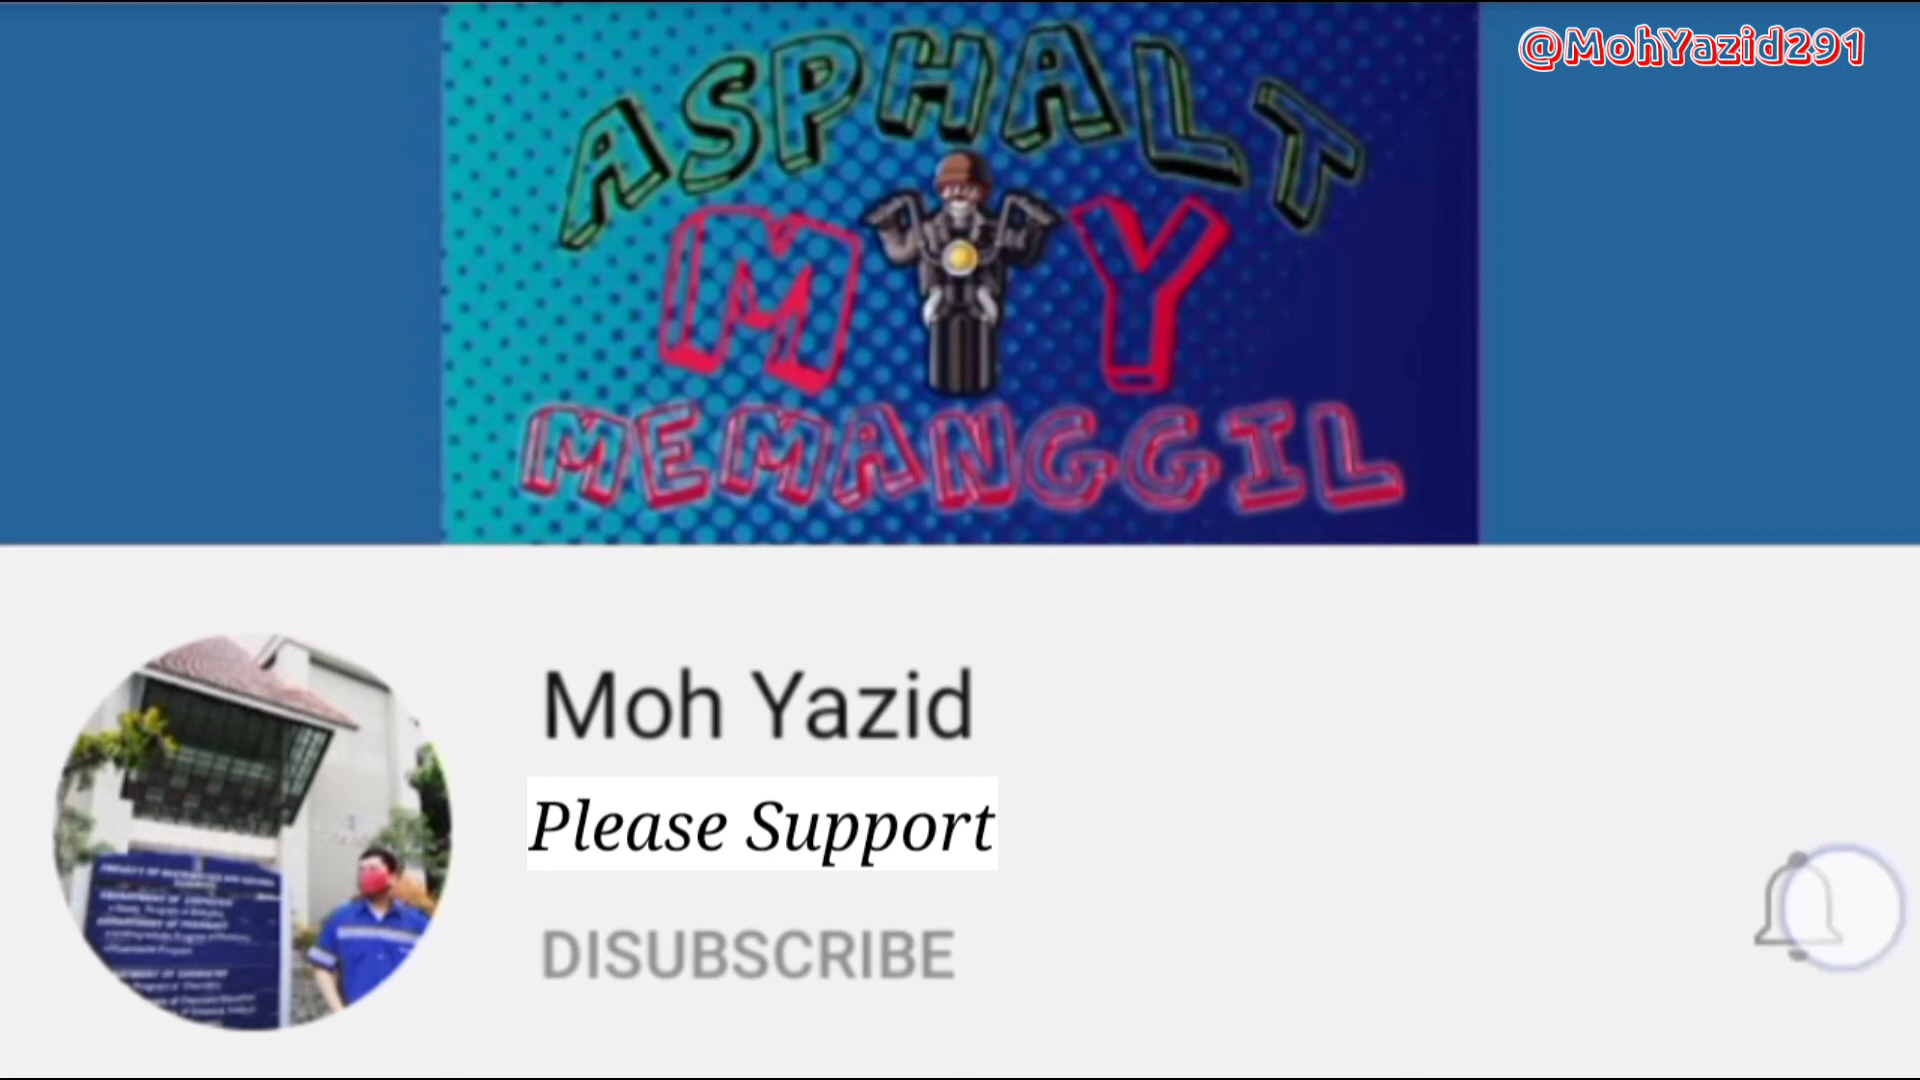 @MohYazid291
ASPHALT
M Y
MEMANGGIL
Moh Yazid
Please Support
DISUBSCRIBE